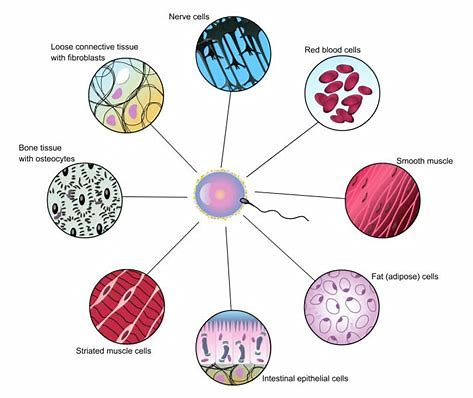 Nerve cells
Loose connective tissue
with fibroblasts
Red blood cells
Bone tissue
with osteocytes
Smooth muscle
Fat (adipose) cells
Striated muscle cells
Intestinal epithelial cells